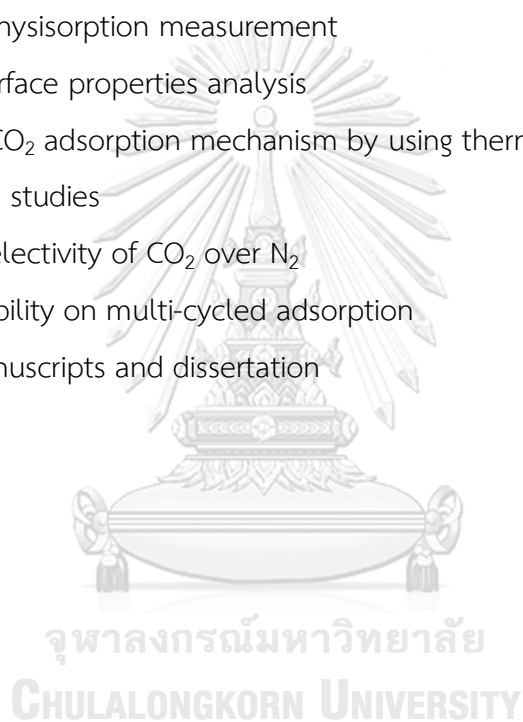 hysisorption measurement
rface properties analysis
CO₂ adsorption mechanism by using therm
studies
electivity of CO₂ over N₂
bility on multi-cycled adsorption
nuscripts and dissertation
จุฬาลงกรณ์มหาวิทยาลัย
CHULALONGKORN UNIVERSITY